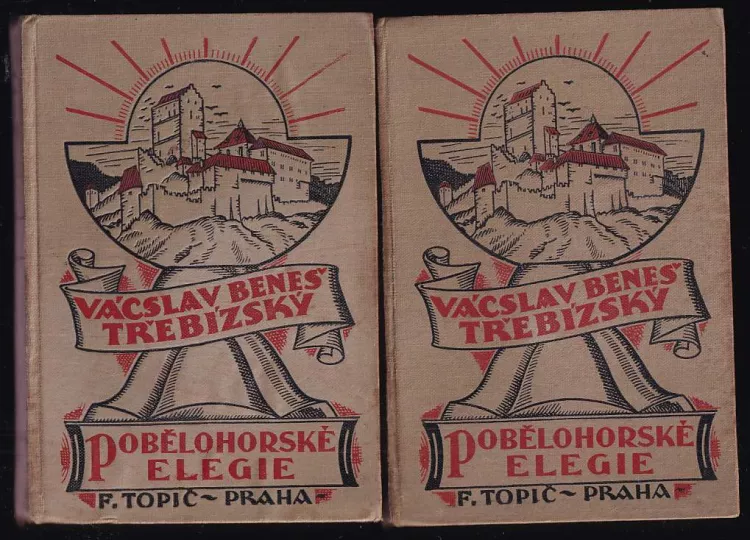 VÁCSLAV BENEŠ
TŘEBÍZSKÝ
POBĚLOHORSKÉ
ELEGIE
F. TOPIČ~PRAHA
VÁCSLAV BENEŠ
TŘEBÍZSKÝ
POBĚLOHORSKÉ
ELEGIE
F. TOPIČ~PRAHA